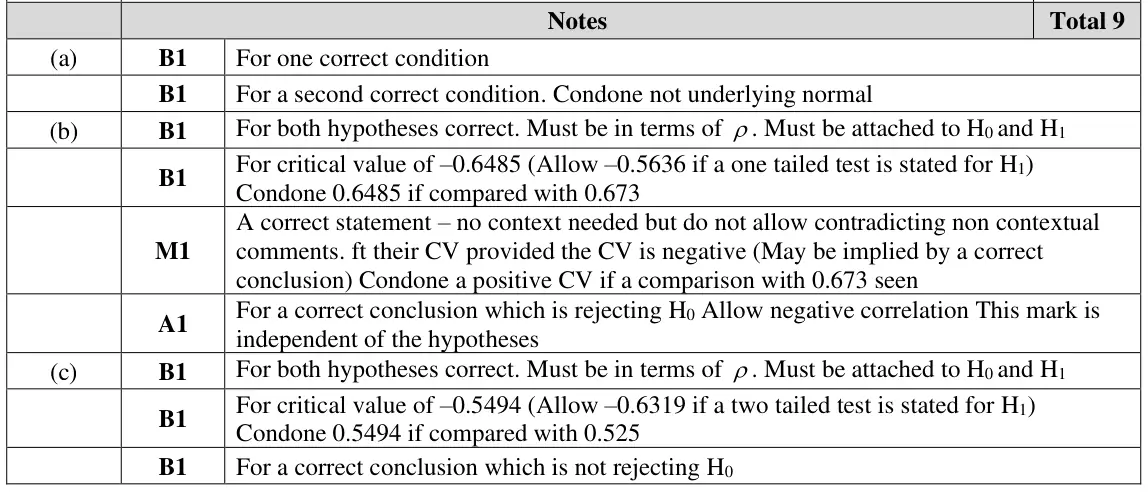 Notes Total 9
(a) B1 For one correct condition
B1 For a second correct condition. Condone not underlying normal
(b) B1 For both hypotheses correct. Must be in terms of ρ. Must be attached to H₀ and H₁
B1 For critical value of –0.6485 (Allow –0.5636 if a one tailed test is stated for H₁)
Condone 0.6485 if compared with 0.673
M1 A correct statement – no context needed but do not allow contradicting non contextual
comments. ft their CV provided the CV is negative (May be implied by a correct
conclusion) Condone a positive CV if a comparison with 0.673 seen
A1 For a correct conclusion which is rejecting H₀ Allow negative correlation This mark is
independent of the hypotheses
(c) B1 For both hypotheses correct. Must be in terms of ρ. Must be attached to H₀ and H₁
B1 For critical value of –0.5494 (Allow –0.6319 if a two tailed test is stated for H₁)
Condone 0.5494 if compared with 0.525
B1 For a correct conclusion which is not rejecting H₀